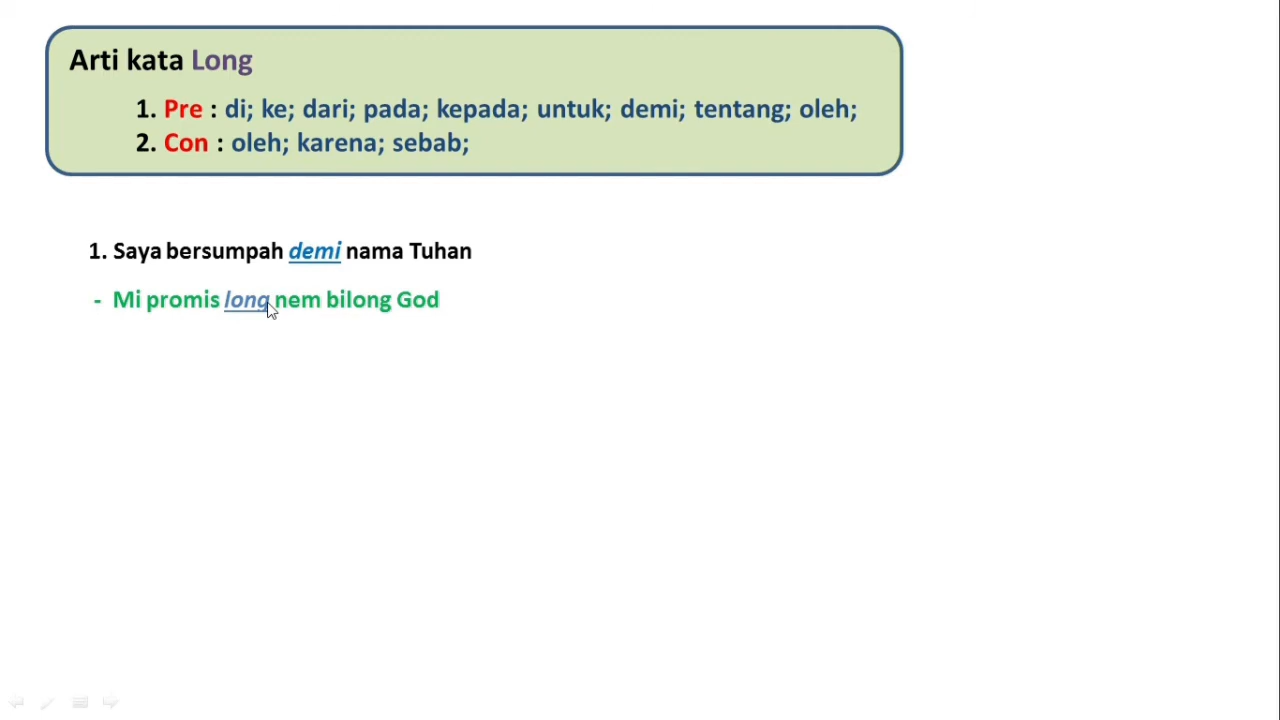 Arti kata Long
1. Pre : di; ke; dari; pada; kepada; untuk; demi; tentang; oleh;
2. Con : oleh; karena; sebab;
1. Saya bersumpah demi nama Tuhan
- Mi promis long nem bilong God